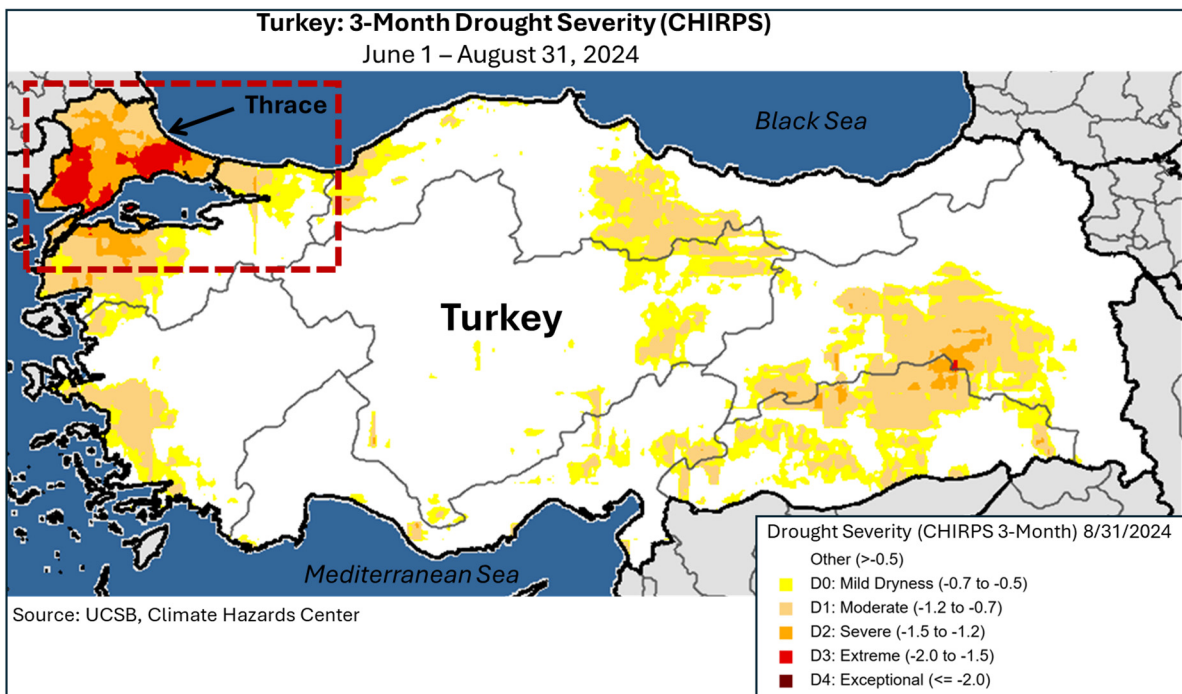 Turkey: 3-Month Drought Severity (CHIRPS)
June 1 – August 31, 2024
Thrace
Black Sea
Turkey
Mediterranean Sea
Source: UCSB, Climate Hazards Center
Drought Severity (CHIRPS 3-Month) 8/31/2024
Other (>-0.5)
D0: Mild Dryness (-0.7 to -0.5)
D1: Moderate (-1.2 to -0.7)
D2: Severe (-1.5 to -1.2)
D3: Extreme (-2.0 to -1.5)
D4: Exceptional (<= -2.0)